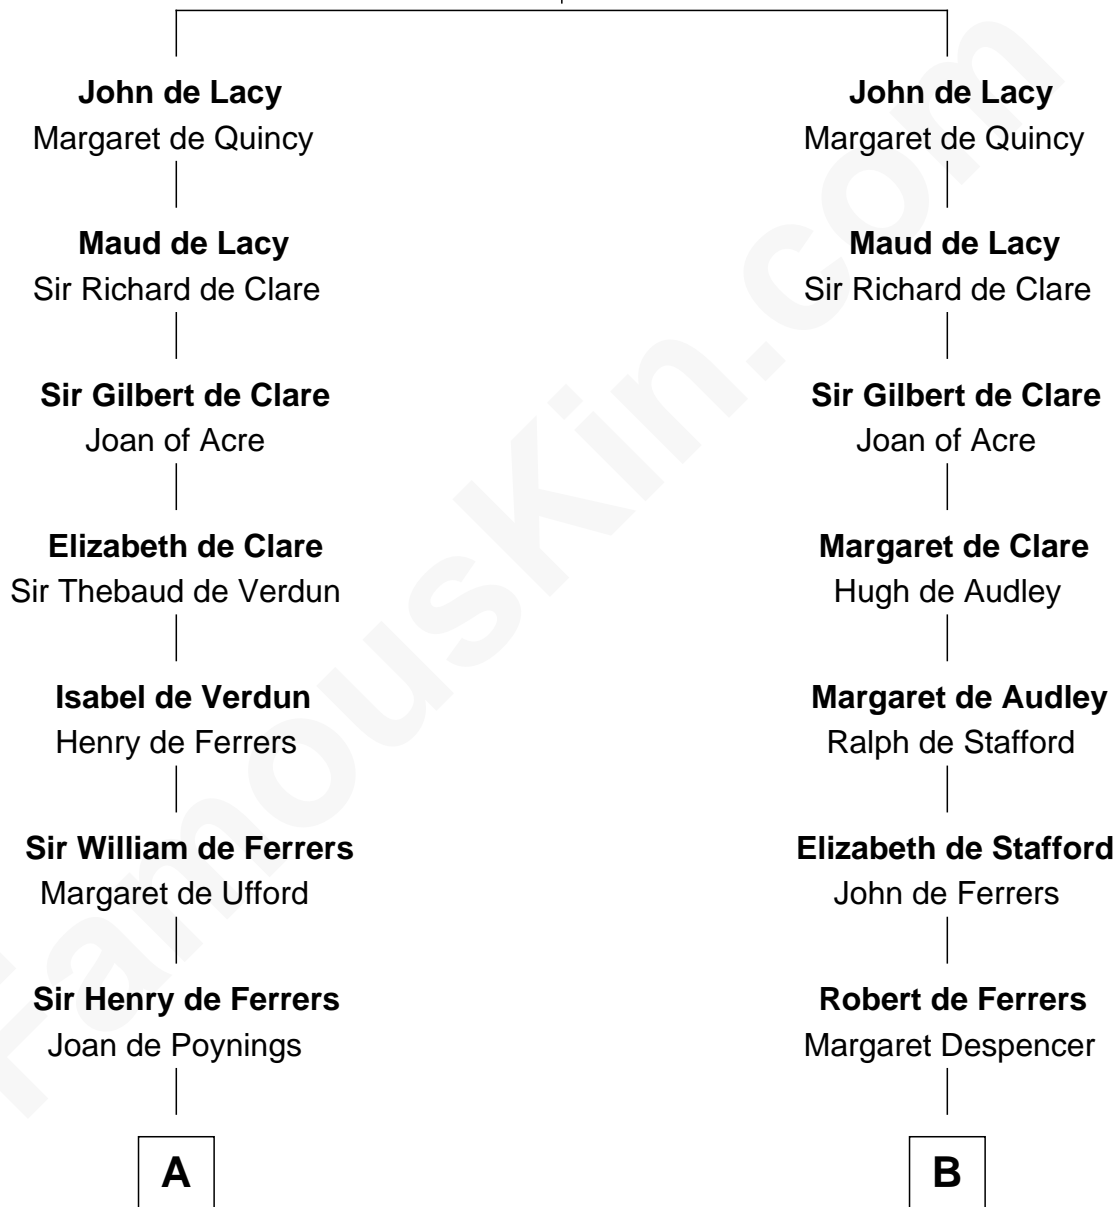 John de Lacy
Margaret de Quincy
Maud de Lacy
Sir Richard de Clare
Sir Gilbert de Clare
Joan of Acre
Elizabeth de Clare
Sir Thebaud de Verdun
Isabel de Verdun
Henry de Ferrers
Sir William de Ferrers
Margaret de Ufford
Sir Henry de Ferrers
Joan de Poynings
A
John de Lacy
Margaret de Quincy
Maud de Lacy
Sir Richard de Clare
Sir Gilbert de Clare
Joan of Acre
Margaret de Clare
Hugh de Audley
Margaret de Audley
Ralph de Stafford
Elizabeth de Stafford
John de Ferrers
Robert de Ferrers
Margaret Despencer
B
FamousKin.com